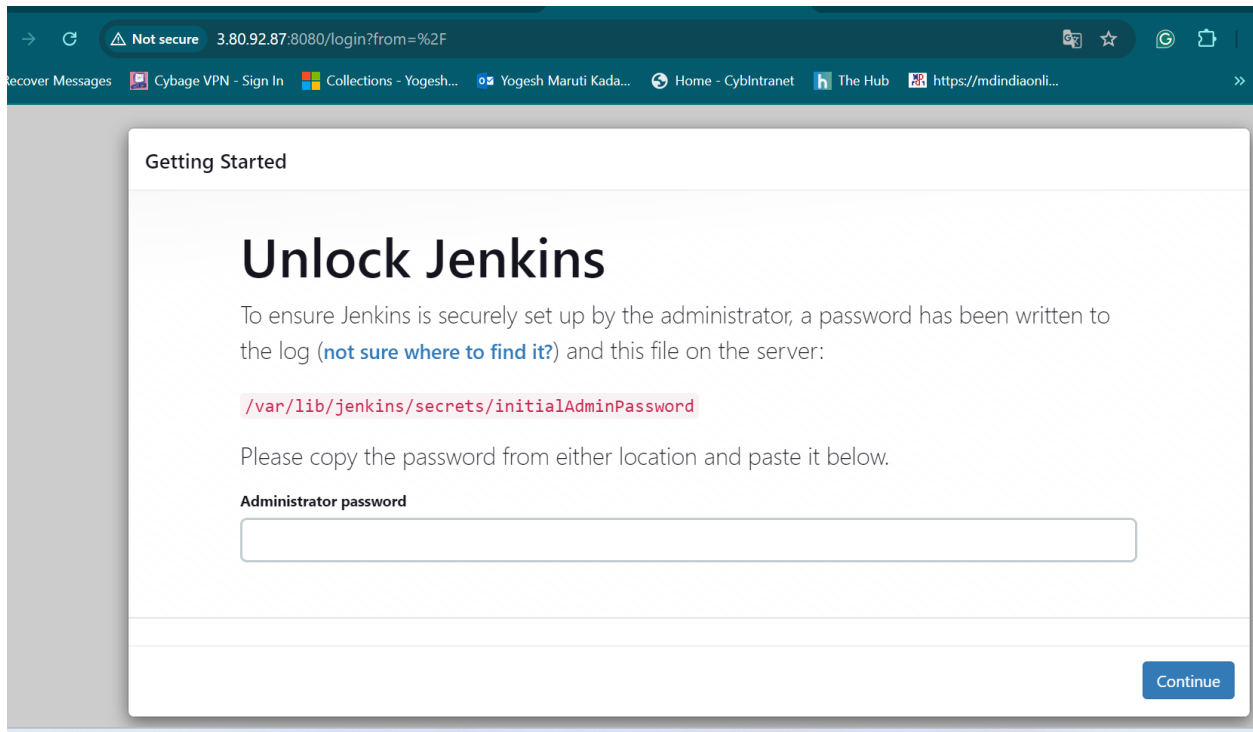 Not secure 3.80.92.87:8080/login?from=%2F
Recover Messages Cybage VPN - Sign In Collections - Yogesh... Yogesh Maruti Kada... Home - CybIntranet The Hub https://mdindiaonli... »
Getting Started
Unlock Jenkins
To ensure Jenkins is securely set up by the administrator, a password has been written to
the log (not sure where to find it?) and this file on the server:
/var/lib/jenkins/secrets/initialAdminPassword
Please copy the password from either location and paste it below.
Administrator password
Continue